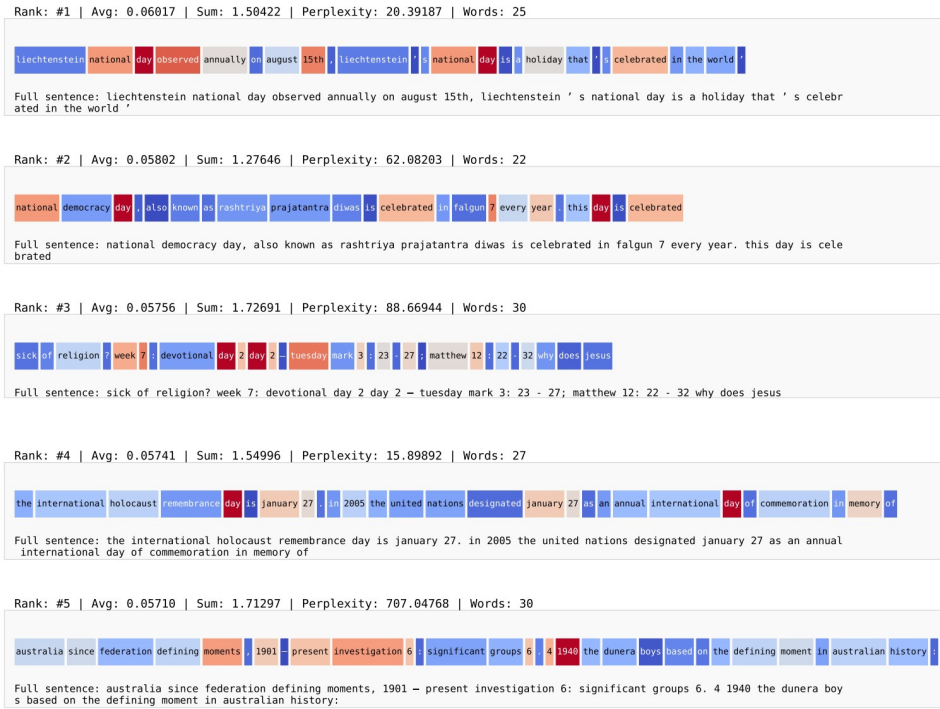 Rank: #1 | Avg: 0.06017 | Sum: 1.50422 | Perplexity: 20.39187 | Words: 25
liechtenstein national day observed annually on august 15th , liechtenstein ’ s national day is a holiday that ’ s celebrated in the world ’
Full sentence: liechtenstein national day observed annually on august 15th, liechtenstein ’ s national day is a holiday that ’ s celebr
ated in the world ’
Rank: #2 | Avg: 0.05802 | Sum: 1.27646 | Perplexity: 62.08203 | Words: 22
national democracy day , also known as rashtriya prajatantra diwas is celebrated in falgun 7 every year . this day is celebrated
Full sentence: national democracy day, also known as rashtriya prajatantra diwas is celebrated in falgun 7 every year. this day is cele
brated
Rank: #3 | Avg: 0.05756 | Sum: 1.72691 | Perplexity: 88.66944 | Words: 30
sick of religion ? week 7 : devotional day 2 day 2 – tuesday mark 3 : 23 - 27 ; matthew 12 : 22 - 32 why does jesus
Full sentence: sick of religion? week 7: devotional day 2 day 2 – tuesday mark 3: 23 - 27; matthew 12: 22 - 32 why does jesus
Rank: #4 | Avg: 0.05741 | Sum: 1.54996 | Perplexity: 15.89892 | Words: 27
the international holocaust remembrance day is january 27 . in 2005 the united nations designated january 27 as an annual international day of commemoration in memory of
Full sentence: the international holocaust remembrance day is january 27. in 2005 the united nations designated january 27 as an annual
international day of commemoration in memory of
Rank: #5 | Avg: 0.05710 | Sum: 1.71297 | Perplexity: 707.04768 | Words: 30
australia since federation defining moments , 1901 – present investigation 6 : significant groups 6 . 4 1940 the dunera boys based on the defining moment in australian history :
Full sentence: australia since federation defining moments, 1901 – present investigation 6: significant groups 6. 4 1940 the dunera boy
s based on the defining moment in australian history: